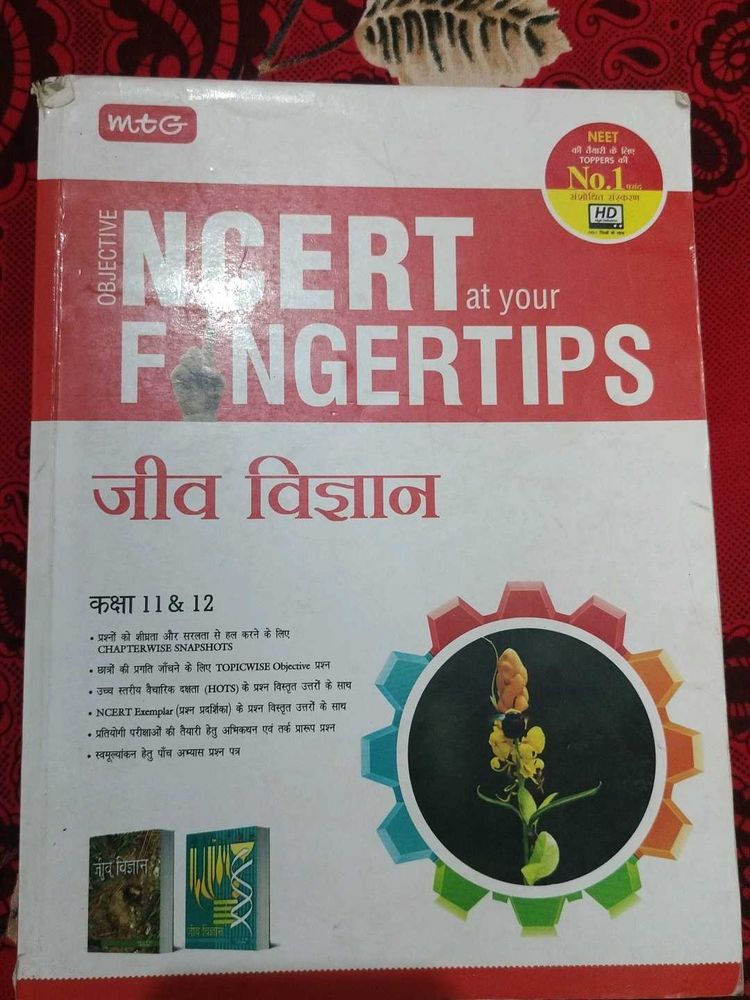 mtG
NEET
की तैयारी के लिए
TOPPERS की
No.1 पसंद
संशोधित संस्करण
HD
OBJECTIVE
NCERT at your
FINGERTIPS
जीव विज्ञान
कक्षा 11 & 12
• प्रश्नों को शीघ्रता और सरलता से हल करने के लिए
CHAPTERWISE SNAPSHOTS
• छात्रों की प्रगति जाँचने के लिए TOPICWISE Objective प्रश्न
• उच्च स्तरीय वैचारिक दक्षता (HOTS) के प्रश्न विस्तृत उत्तरों के साथ
• NCERT Exemplar (प्रश्न प्रदर्शिका) के प्रश्न विस्तृत उत्तरों के साथ
• प्रतियोगी परीक्षाओं की तैयारी हेतु अभिकथन एवं तर्क प्रारूप प्रश्न
• स्वमूल्यांकन हेतु पाँच अभ्यास प्रश्न पत्र
जीव विज्ञान
जीव विज्ञान